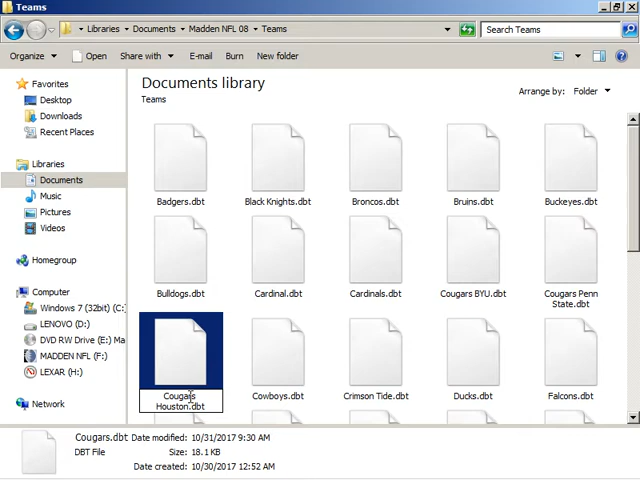 Teams
Libraries ▸ Documents ▸ Madden NFL 08 ▸ Teams
Search Teams
Organize
Open
Share with
E-mail
Burn
New folder
Favorites
Desktop
Downloads
Recent Places
Libraries
Documents
Music
Pictures
Videos
Homegroup
Computer
Windows 7 (32bit) (C:
LENOVO (D:)
DVD RW Drive (E:) Ma
MADDEN NFL (F:)
LEXAR (H:)
Network
Documents library
Teams
Arrange by: Folder
Badgers.dbt
Black Knights.dbt
Broncos.dbt
Bruins.dbt
Buckeyes.dbt
Bulldogs.dbt
Cardinal.dbt
Cardinals.dbt
Cougars BYU.dbt
Cougars Penn
State.dbt
Cougars
Houston.dbt
Cowboys.dbt
Crimson Tide.dbt
Ducks.dbt
Falcons.dbt
Cougars.dbt Date modified: 10/31/2017 9:30 AM
DBT File Size: 18.1 KB
Date created: 10/30/2017 12:52 AM